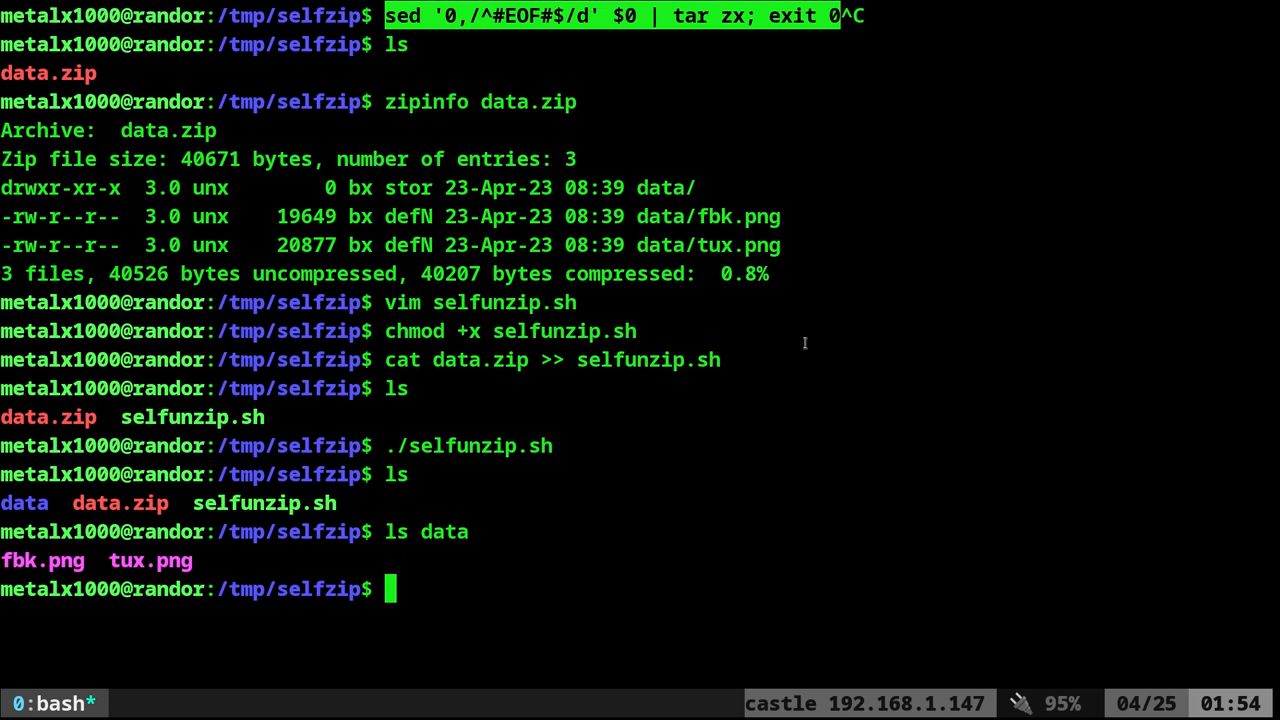 metalx1000@randor:/tmp/selfzip$ sed '0,/^#EOF#$/d' $0 | tar zx; exit 0^C
metalx1000@randor:/tmp/selfzip$ ls
data.zip
metalx1000@randor:/tmp/selfzip$ zipinfo data.zip
Archive:  data.zip
Zip file size: 40671 bytes, number of entries: 3
drwxr-xr-x  3.0 unx        0 bx stor 23-Apr-23 08:39 data/
-rw-r--r--  3.0 unx    19649 bx defN 23-Apr-23 08:39 data/fbk.png
-rw-r--r--  3.0 unx    20877 bx defN 23-Apr-23 08:39 data/tux.png
3 files, 40526 bytes uncompressed, 40207 bytes compressed:  0.8%
metalx1000@randor:/tmp/selfzip$ vim selfunzip.sh
metalx1000@randor:/tmp/selfzip$ chmod +x selfunzip.sh
metalx1000@randor:/tmp/selfzip$ cat data.zip >> selfunzip.sh
metalx1000@randor:/tmp/selfzip$ ls
data.zip  selfunzip.sh
metalx1000@randor:/tmp/selfzip$ ./selfunzip.sh
metalx1000@randor:/tmp/selfzip$ ls
data  data.zip  selfunzip.sh
metalx1000@randor:/tmp/selfzip$ ls data
fbk.png  tux.png
metalx1000@randor:/tmp/selfzip$
0:bash* castle 192.168.1.147 🔌 95% 04/25 01:54